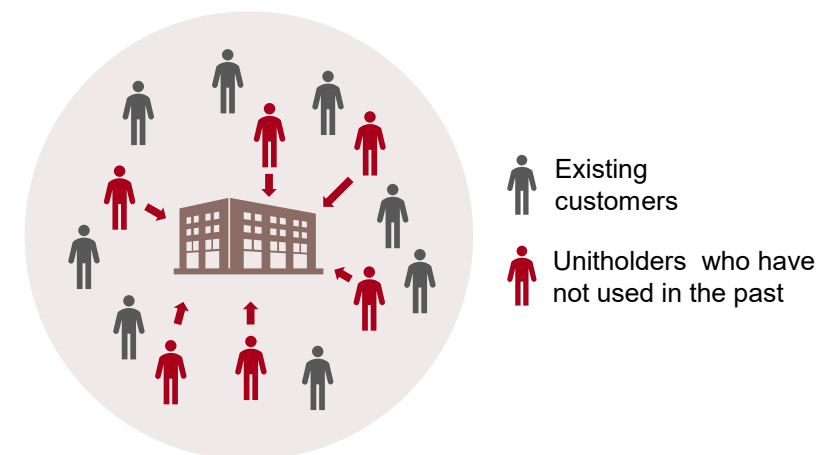 Existing
customers
Unitholders  who have
not used in the past